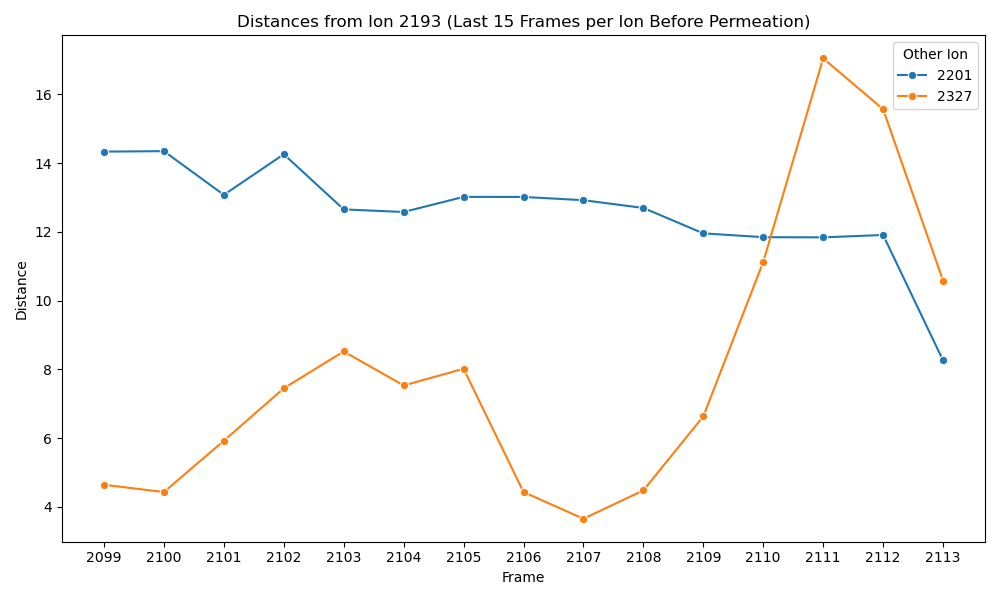 Distances from Ion 2193 (Last 15 Frames per Ion Before Permeation)
Other Ion
2201
2327
Distance
16
14
12
10
8
6
4
2099 2100 2101 2102 2103 2104 2105 2106 2107 2108 2109 2110 2111 2112 2113
Frame